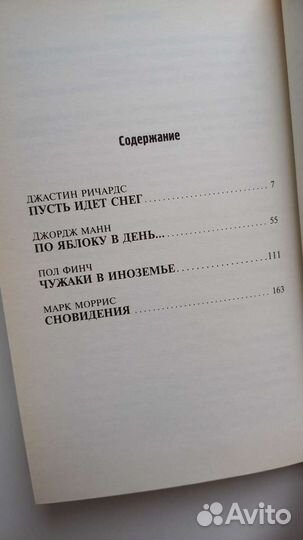 Содержание
ДЖАСТИН РИЧАРДС
ПУСТЬ ИДЕТ СНЕГ 7
ДЖОРДЖ МАНН
ПО ЯБЛОКУ В ДЕНЬ... 55
ПОЛ ФИНЧ
ЧУЖАКИ В ИНОЗЕМЬЕ 111
МАРК МОРРИС
СНОВИДЕНИЯ 163
Avito